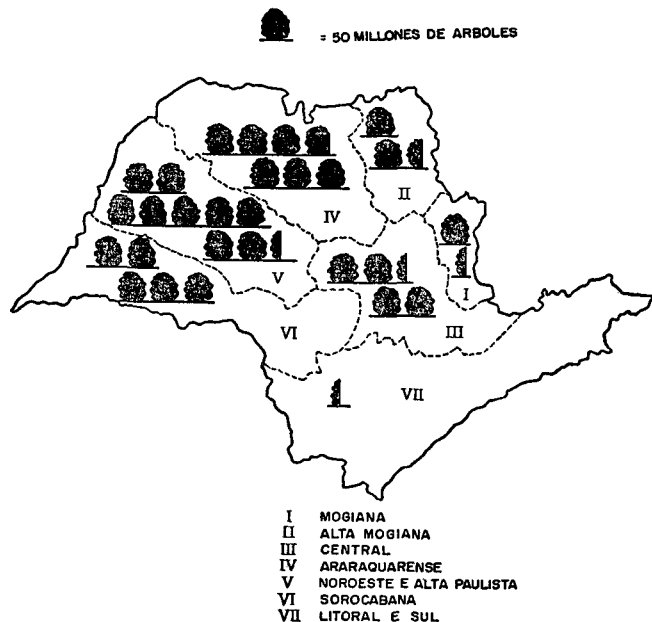 = 50 MILLONES DE ARBOLES
II
IV
I
V
III
VI
VII
I MOGIANA
II ALTA MOGIANA
III CENTRAL
IV ARARAQUARENSE
V NOROESTE E ALTA PAULISTA
VI SOROCABANA
VII LITORAL E SUL